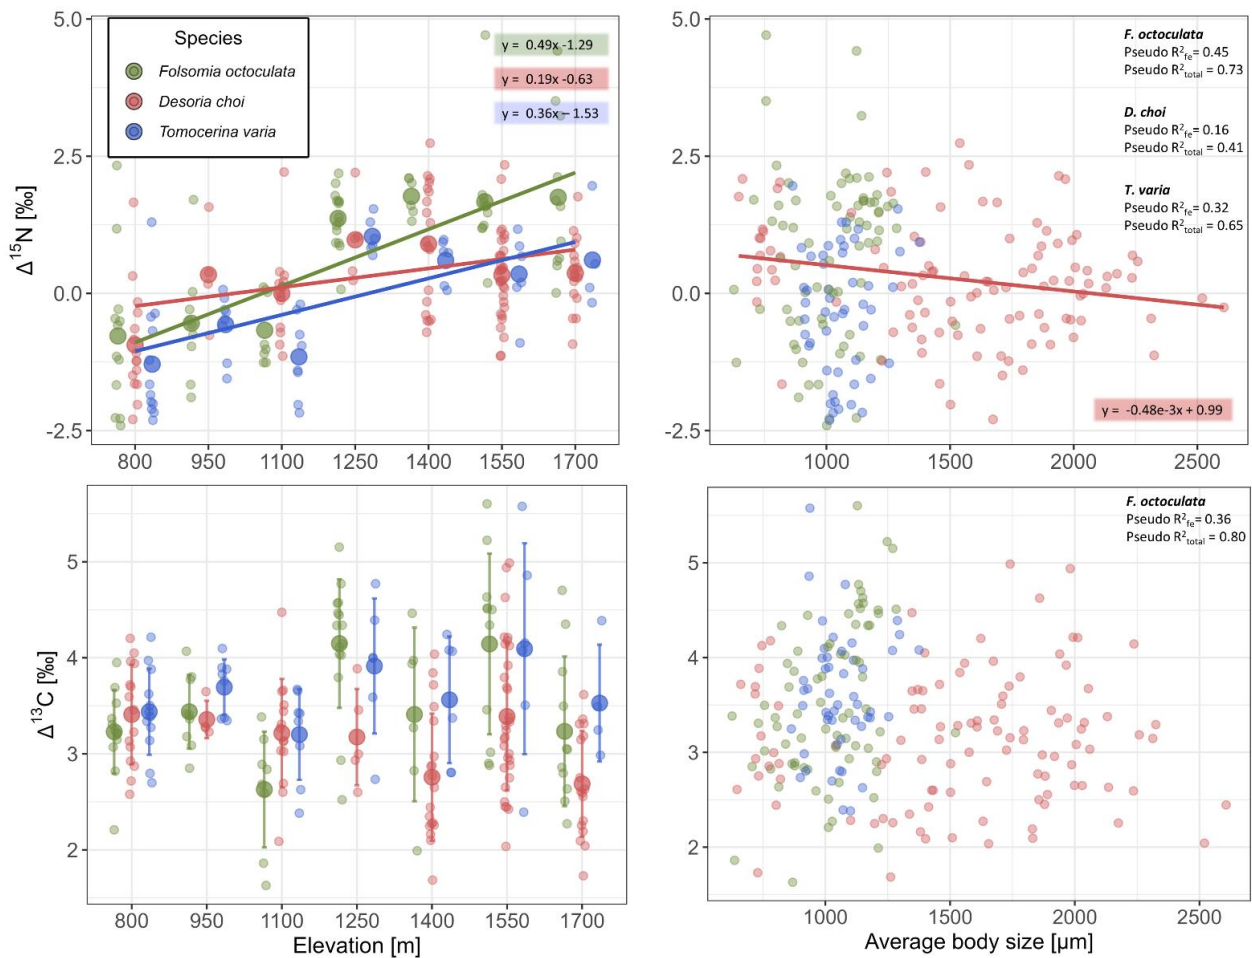 Species
Folsomia octoculata
Desoria choi
Tomocerina varia
y = 0.49x -1.29
y = 0.19x -0.63
y = 0.36x – 1.53
Δ15N [‰]
5.0
2.5
0.0
-2.5
800 950 1100 1250 1400 1550 1700
F. octoculata
Pseudo R2fe= 0.45
Pseudo R2total = 0.73
D. choi
Pseudo R2fe= 0.16
Pseudo R2total = 0.41
T. varia
Pseudo R2fe= 0.32
Pseudo R2total = 0.65
y = -0.48e-3x + 0.99
5.0
2.5
0.0
-2.5
1000 1500 2000 2500
Δ13C [‰]
5
4
3
2
800 950 1100 1250 1400 1550 1700
Elevation [m]
F. octoculata
Pseudo R2fe= 0.36
Pseudo R2total = 0.80
5
4
3
2
1000 1500 2000 2500
Average body size [µm]